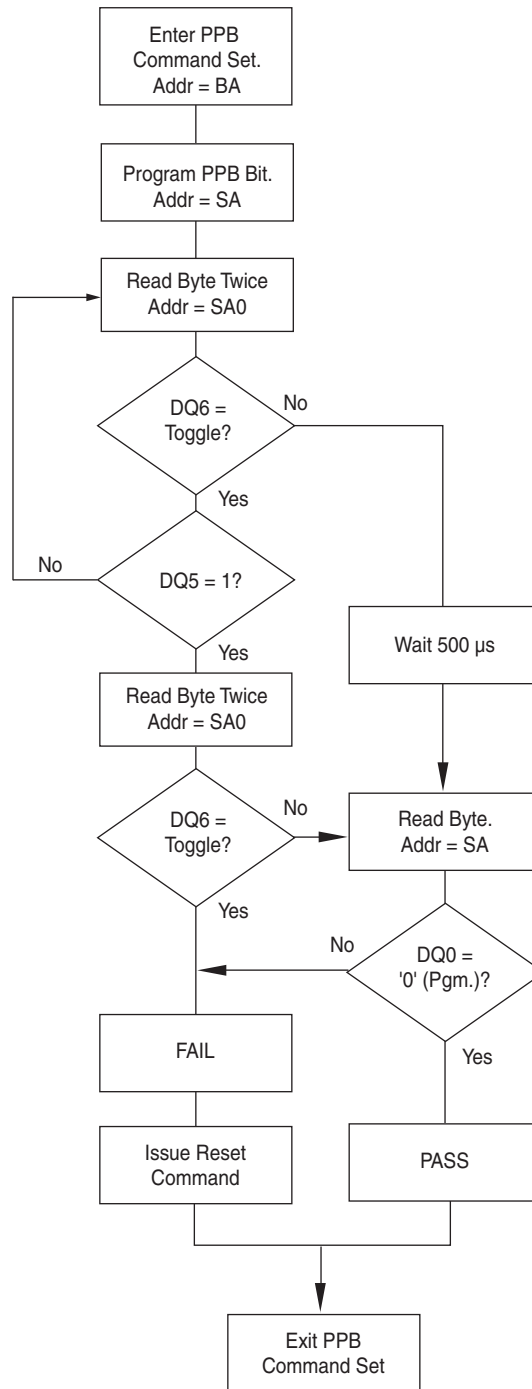 Enter PPB
Command Set.
Addr = BA
Program PPB Bit.
Addr = SA
Read Byte Twice
Addr = SA0
DQ6 =
Toggle?
No
Yes
DQ5 = 1?
No
Yes
Wait 500 µs
Read Byte Twice
Addr = SA0
DQ6 =
Toggle?
No
Yes
Read Byte.
Addr = SA
DQ0 =
'0' (Pgm.)?
No
Yes
FAIL
Issue Reset
Command
PASS
Exit PPB
Command Set